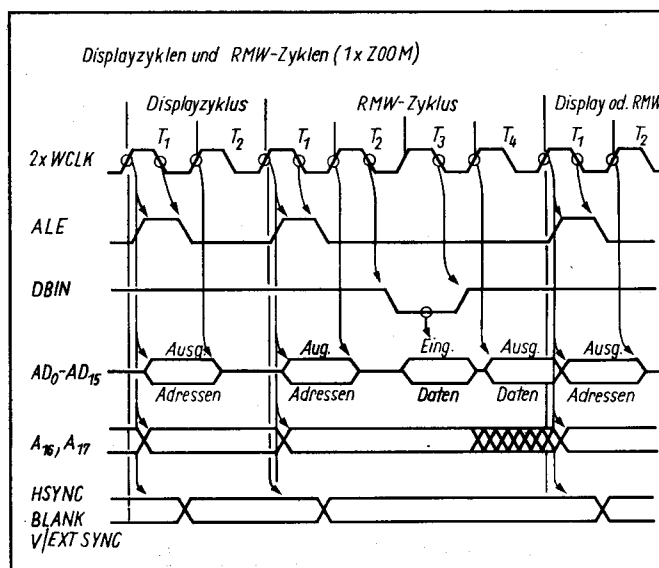 Displayzyklen und RMW-Zyklen (1x ZOOM)
Displayzyklus RMW-Zyklus Display od. RMW
2x WCLK T1 T2 T1 T2 T3 T4 T1 T2
ALE
DBIN
Ausg. Aug. Eing. Ausg. Ausg.
AD0-AD15
Adressen Adressen Daten Daten Adressen
A16, A17
HSYNC
BLANK
V/EXT SYNC